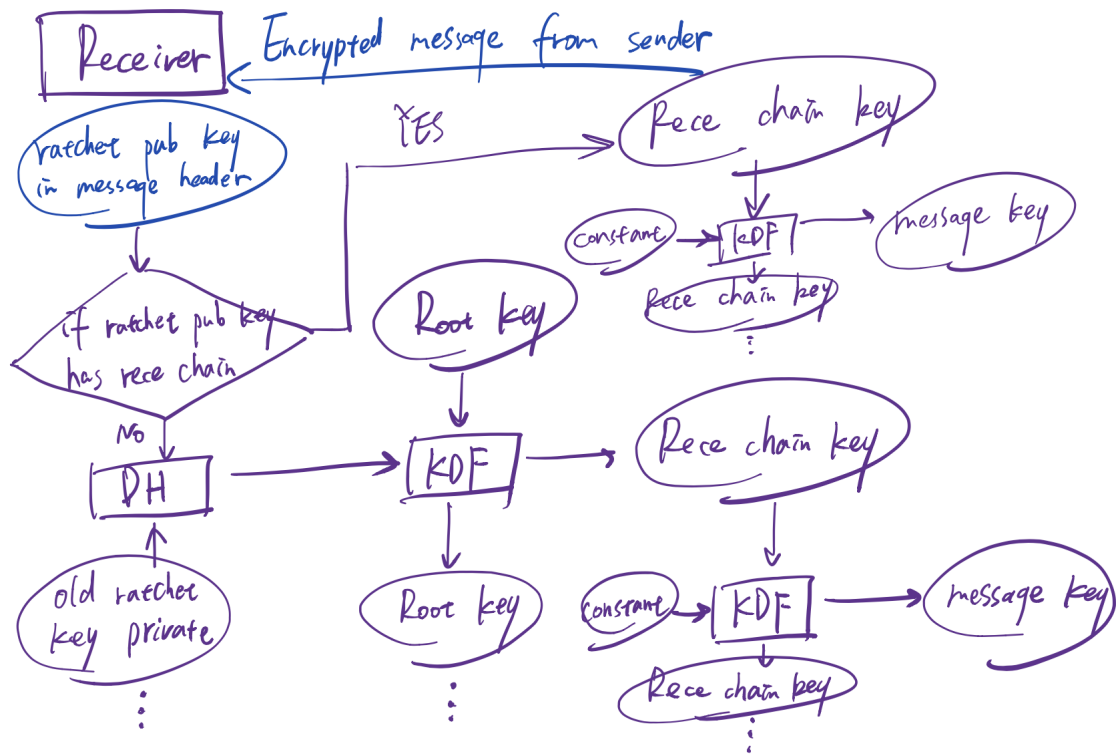 Receiver
Encrypted message from sender
ratchet pub key
in message header
YES
Rece chain key
constant
KDF
message key
Rece chain key
if ratchet pub key
has rece chain
Root key
No
DH
KDF
Rece chain key
old ratchet
key private
Root key
constant
KDF
message key
Rece chain key